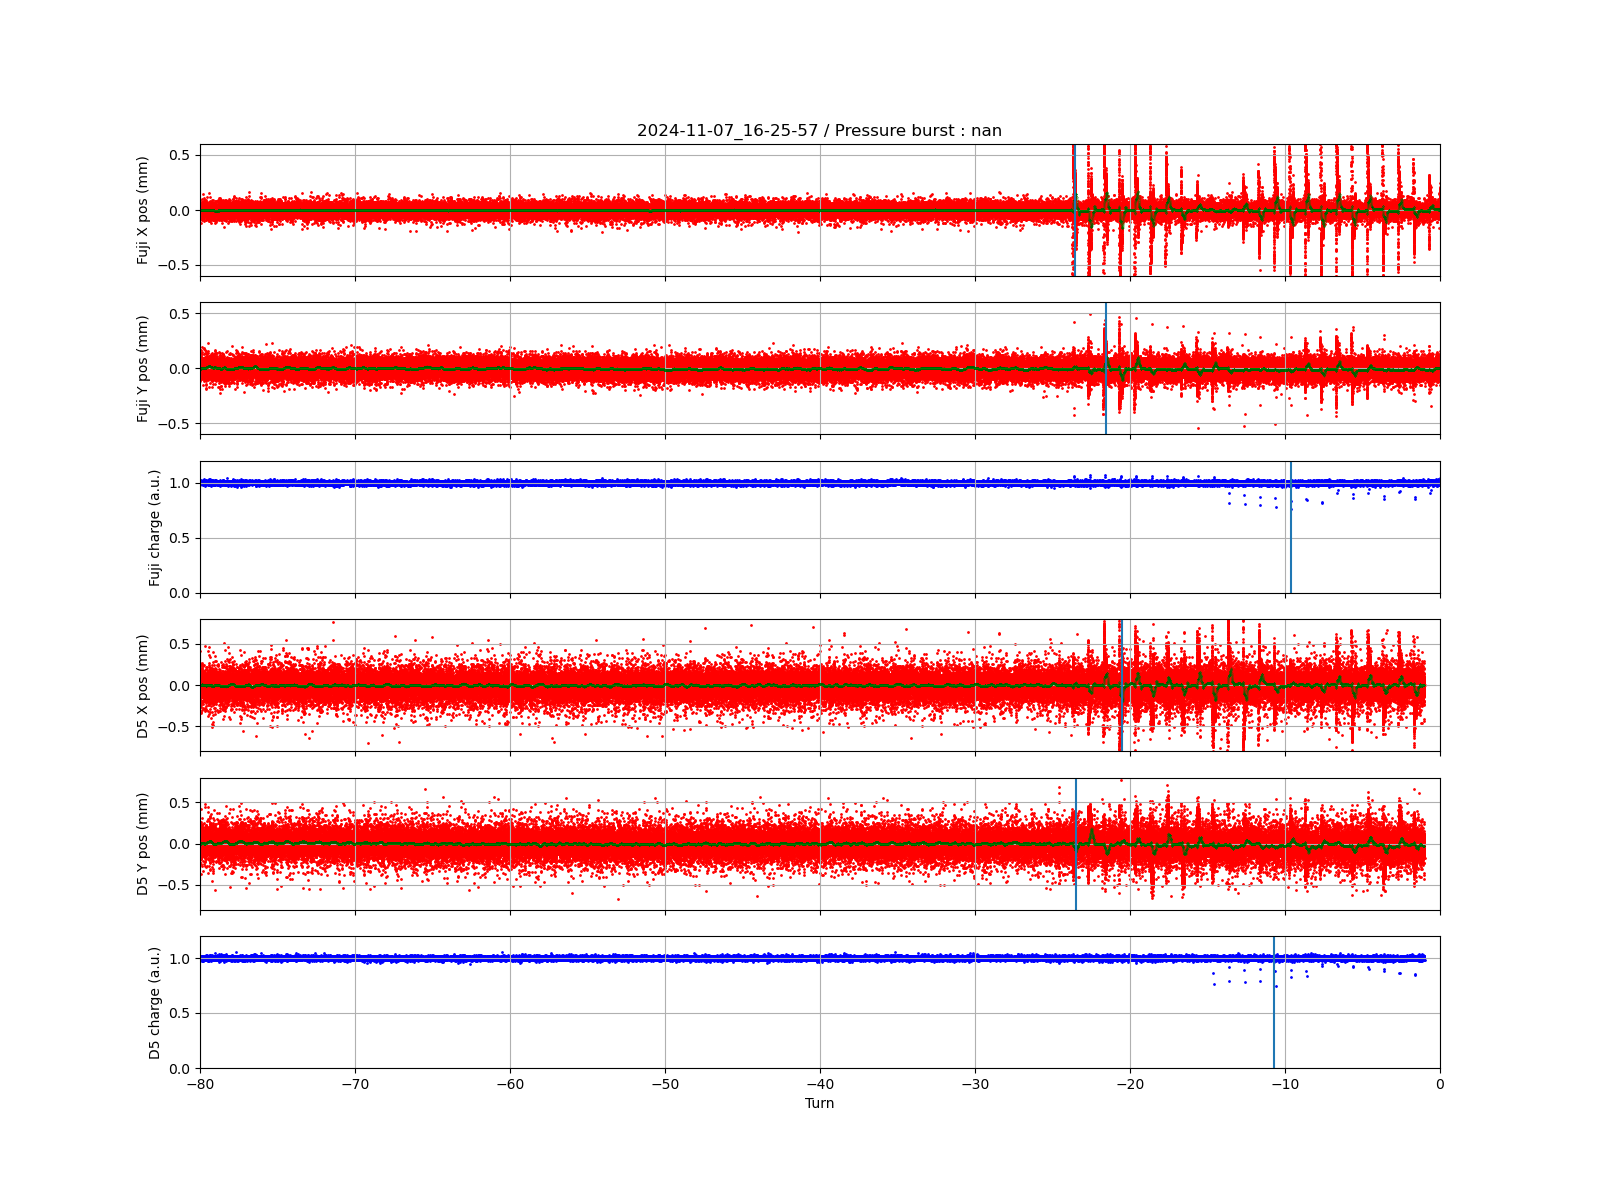 2024-11-07_16-25-57 / Pressure burst : nan
0.5
0.0
−0.5
Fuji X pos (mm)
0.5
0.0
−0.5
Fuji Y pos (mm)
1.0
0.5
0.0
Fuji charge (a.u.)
0.5
0.0
−0.5
D5 X pos (mm)
0.5
0.0
−0.5
D5 Y pos (mm)
1.0
0.5
0.0
D5 charge (a.u.)
−80 −70 −60 −50 −40 −30 −20 −10 0
Turn